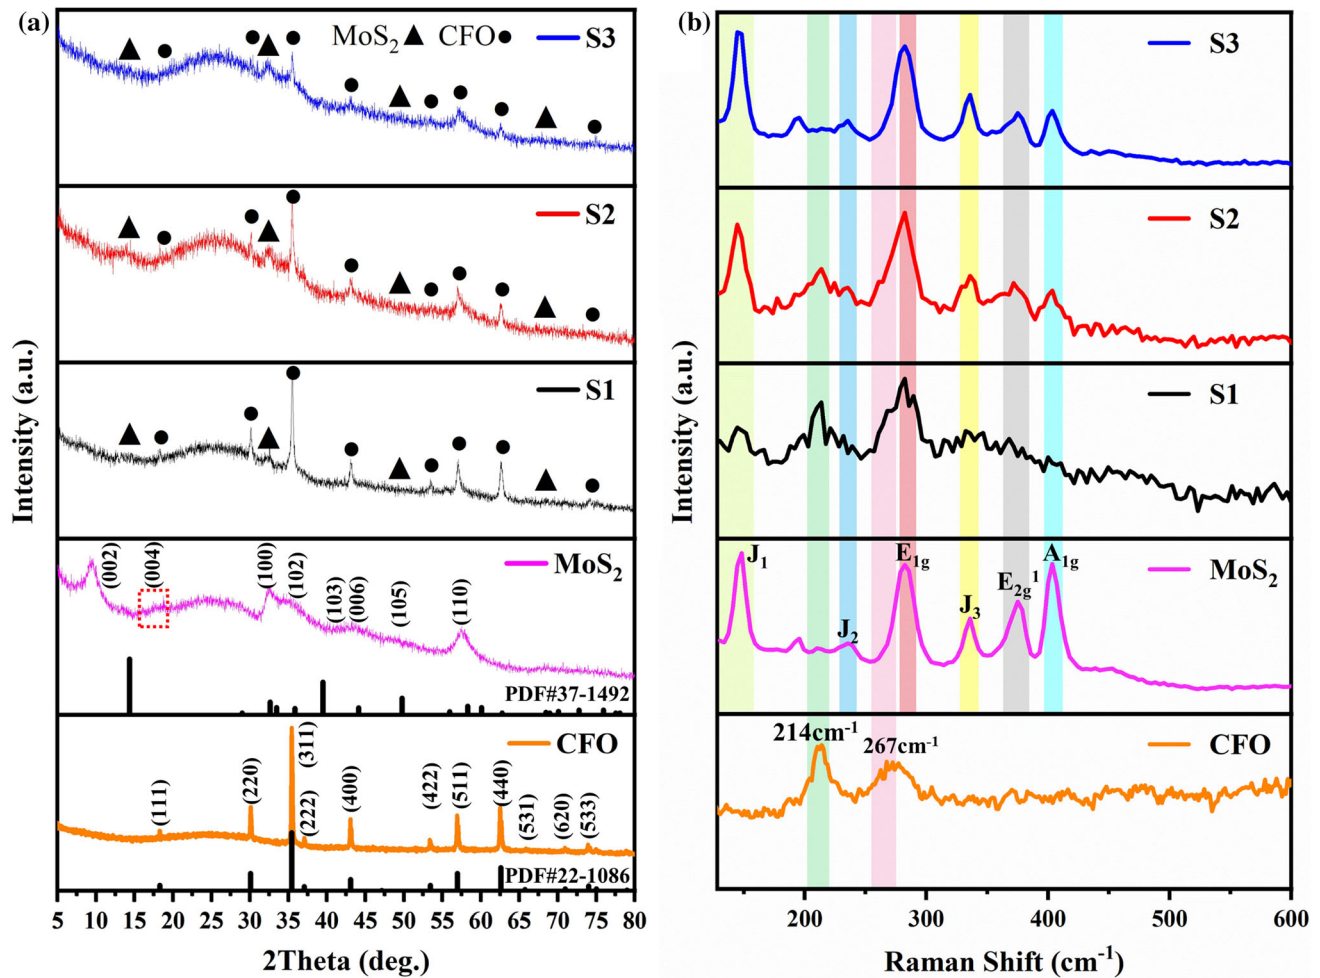 (a)
MoS₂ ▲ CFO ●
S3
S2
S1
MoS₂
(002)
(004)
(100)
(102)
(103)
(006)
(105)
(110)
PDF#37-1492
CFO
(111)
(220)
(311)
(222)
(400)
(422)
(511)
(440)
(531)
(620)
(533)
PDF#22-1086
5 10 15 20 25 30 35 40 45 50 55 60 65 70 75 80
2Theta (deg.)
Intensity (a.u.)
(b)
S3
S2
S1
MoS₂
J₁
J₂
E₁g
J₃
E₂g¹
A₁g
CFO
214cm⁻¹
267cm⁻¹
200 300 400 500 600
Raman Shift (cm⁻¹)
Intensity (a.u.)